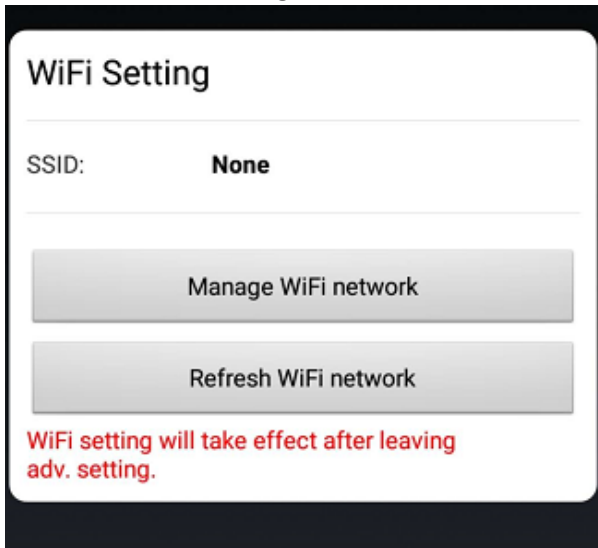 WiFi Setting
SSID: None
Manage WiFi network
Refresh WiFi network
WiFi setting will take effect after leaving
adv. setting.